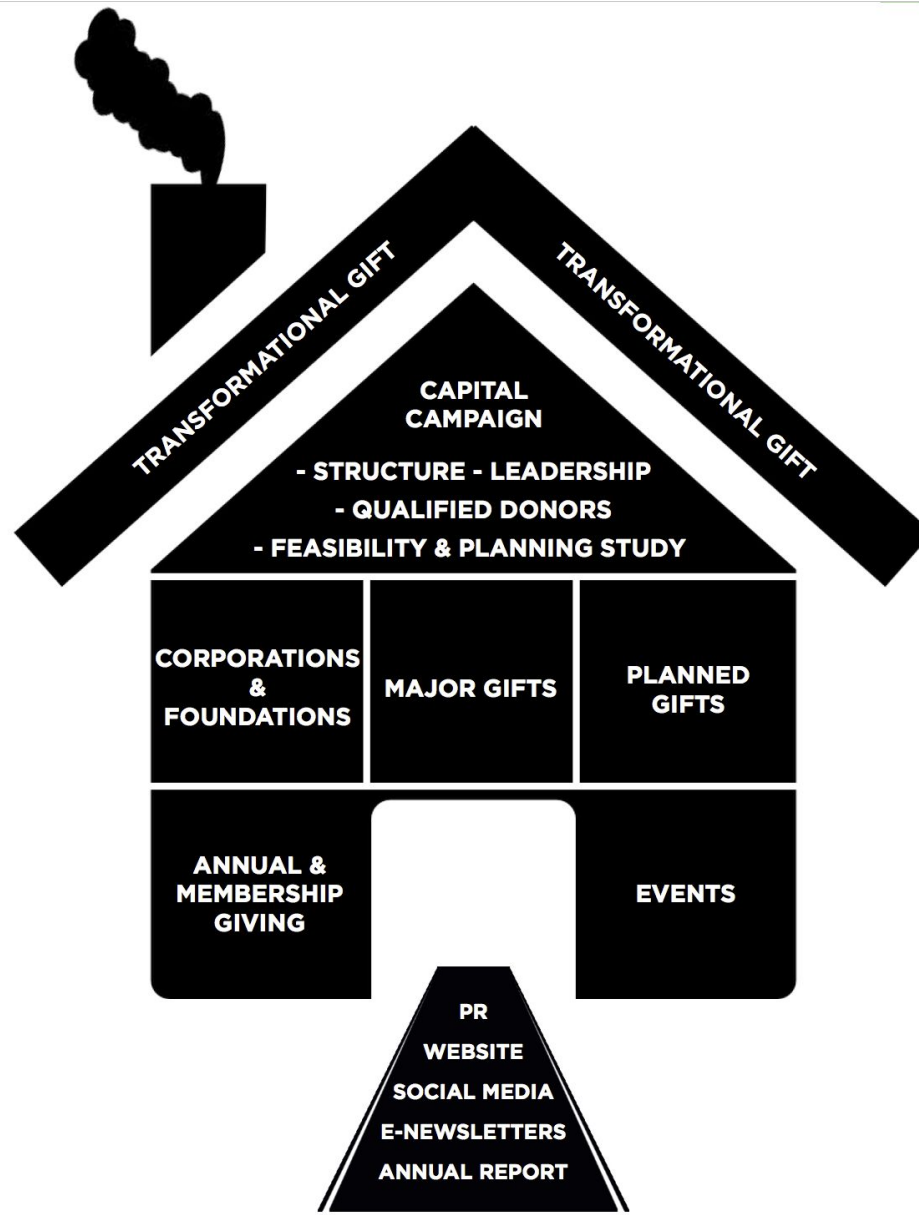 TRANSFORMATIONAL GIFT
TRANSFORMATIONAL GIFT
CAPITAL
CAMPAIGN
- STRUCTURE - LEADERSHIP
- QUALIFIED DONORS
- FEASIBILITY & PLANNING STUDY
CORPORATIONS
&
FOUNDATIONS
MAJOR GIFTS
PLANNED
GIFTS
ANNUAL &
MEMBERSHIP
GIVING
EVENTS
PR
WEBSITE
SOCIAL MEDIA
E-NEWSLETTERS
ANNUAL REPORT